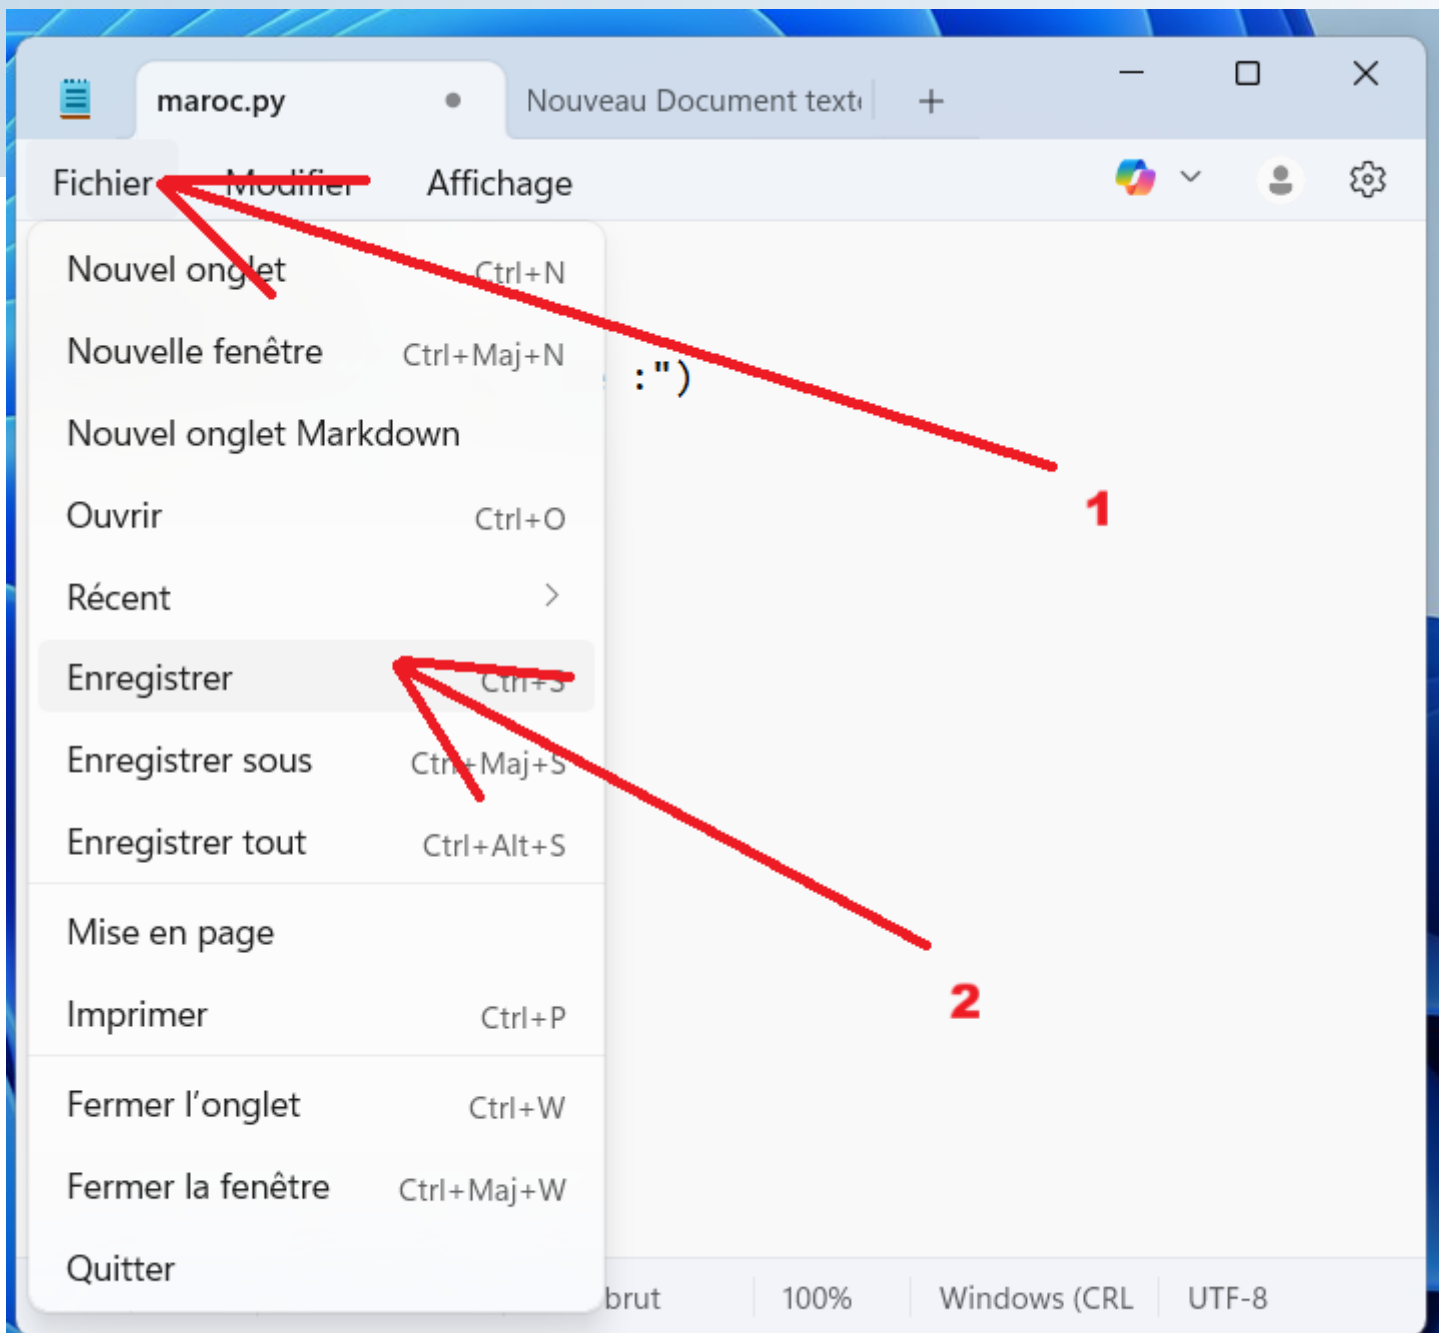 maroc.py
Nouveau Document text
Fichier Modifier Affichage
Nouvel onglet Ctrl+N
Nouvelle fenêtre Ctrl+Maj+N
:")
Nouvel onglet Markdown
1
Ouvrir Ctrl+O
Récent
Enregistrer Ctrl+S
Enregistrer sous Ctrl+Maj+S
Enregistrer tout Ctrl+Alt+S
Mise en page
2
Imprimer Ctrl+P
Fermer l'onglet Ctrl+W
Fermer la fenêtre Ctrl+Maj+W
Quitter
brut 100% Windows (CRL UTF-8